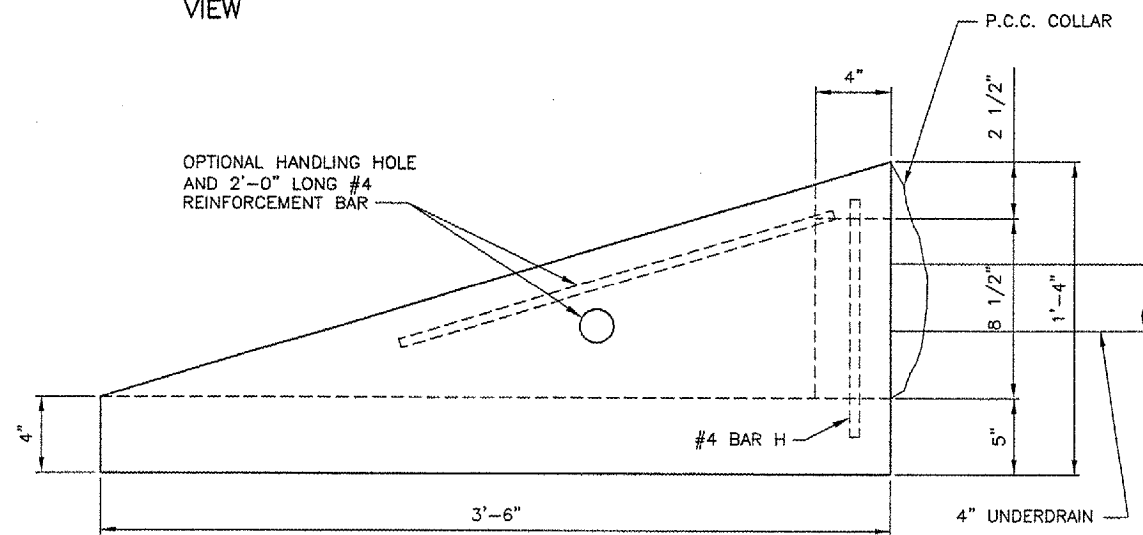 VIEW
P.C.C. COLLAR
4"
2 1/2"
OPTIONAL HANDLING HOLE
AND 2'-0" LONG #4
REINFORCEMENT BAR
8 1/2"
1'-4"
4"
#4 BAR H
5"
3'-6"
4" UNDERDRAIN